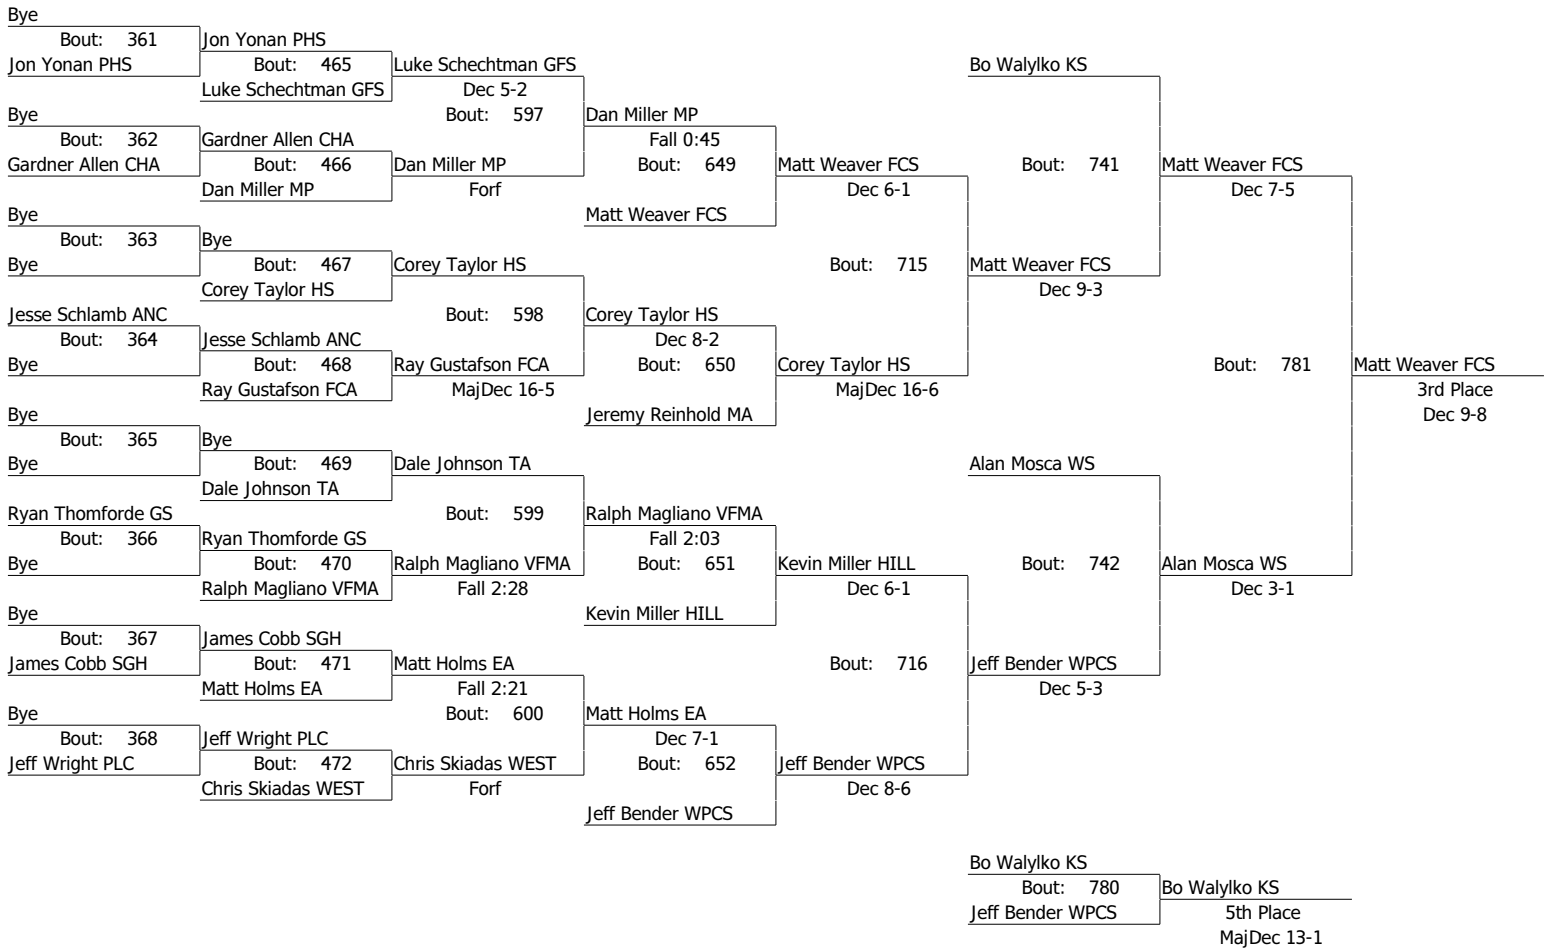 Bye
Bout: 361 Jon Yonan PHS
Jon Yonan PHS Bout: 465 Luke Schechtman GFS Bo Walylko KS
Luke Schechtman GFS Dec 5-2
Bye Bout: 597 Dan Miller MP
Bout: 362 Gardner Allen CHA Fall 0:45
Gardner Allen CHA Bout: 466 Dan Miller MP Bout: 649 Matt Weaver FCS Bout: 741 Matt Weaver FCS
Dan Miller MP Forf Dec 6-1 Dec 7-5
Bye Matt Weaver FCS
Bout: 363 Bye
Bye Bout: 467 Corey Taylor HS Bout: 715 Matt Weaver FCS
Corey Taylor HS Dec 9-3
Jesse Schlamb ANC Bout: 598 Corey Taylor HS
Bout: 364 Jesse Schlamb ANC Dec 8-2
Bye Bout: 468 Ray Gustafson FCA Bout: 650 Corey Taylor HS Bout: 781 Matt Weaver FCS
Ray Gustafson FCA MajDec 16-5 MajDec 16-6 3rd Place
Bye Jeremy Reinhold MA Dec 9-8
Bout: 365 Bye
Bye Bout: 469 Dale Johnson TA Alan Mosca WS
Dale Johnson TA
Ryan Thomforde GS Bout: 599 Ralph Magliano VFMA
Bout: 366 Ryan Thomforde GS Fall 2:03
Bye Bout: 470 Ralph Magliano VFMA Bout: 651 Kevin Miller HILL Bout: 742 Alan Mosca WS
Ralph Magliano VFMA Fall 2:28 Dec 6-1 Dec 3-1
Bye Kevin Miller HILL
Bout: 367 James Cobb SGH
James Cobb SGH Bout: 471 Matt Holms EA Bout: 716 Jeff Bender WPCS
Matt Holms EA Fall 2:21 Dec 5-3
Bye Bout: 600 Matt Holms EA
Bout: 368 Jeff Wright PLC Dec 7-1
Jeff Wright PLC Bout: 472 Chris Skiadas WEST Bout: 652 Jeff Bender WPCS
Chris Skiadas WEST Forf Dec 8-6
Jeff Bender WPCS
Bo Walylko KS
Bout: 780 Bo Walylko KS
Jeff Bender WPCS 5th Place
MajDec 13-1